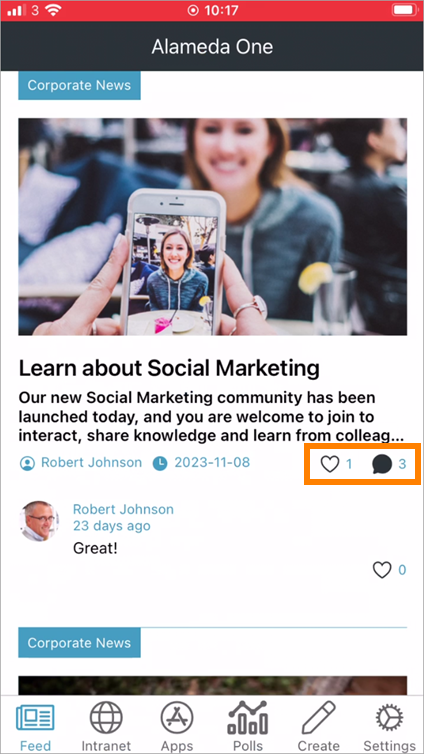 3 10:17
Alameda One
Corporate News
Learn about Social Marketing
Our new Social Marketing community has been
launched today, and you are welcome to join to
interact, share knowledge and learn from colleag...
Robert Johnson 2023-11-08 1 3
Robert Johnson
23 days ago
Great!
0
Corporate News
Feed Intranet Apps Polls Create Settings